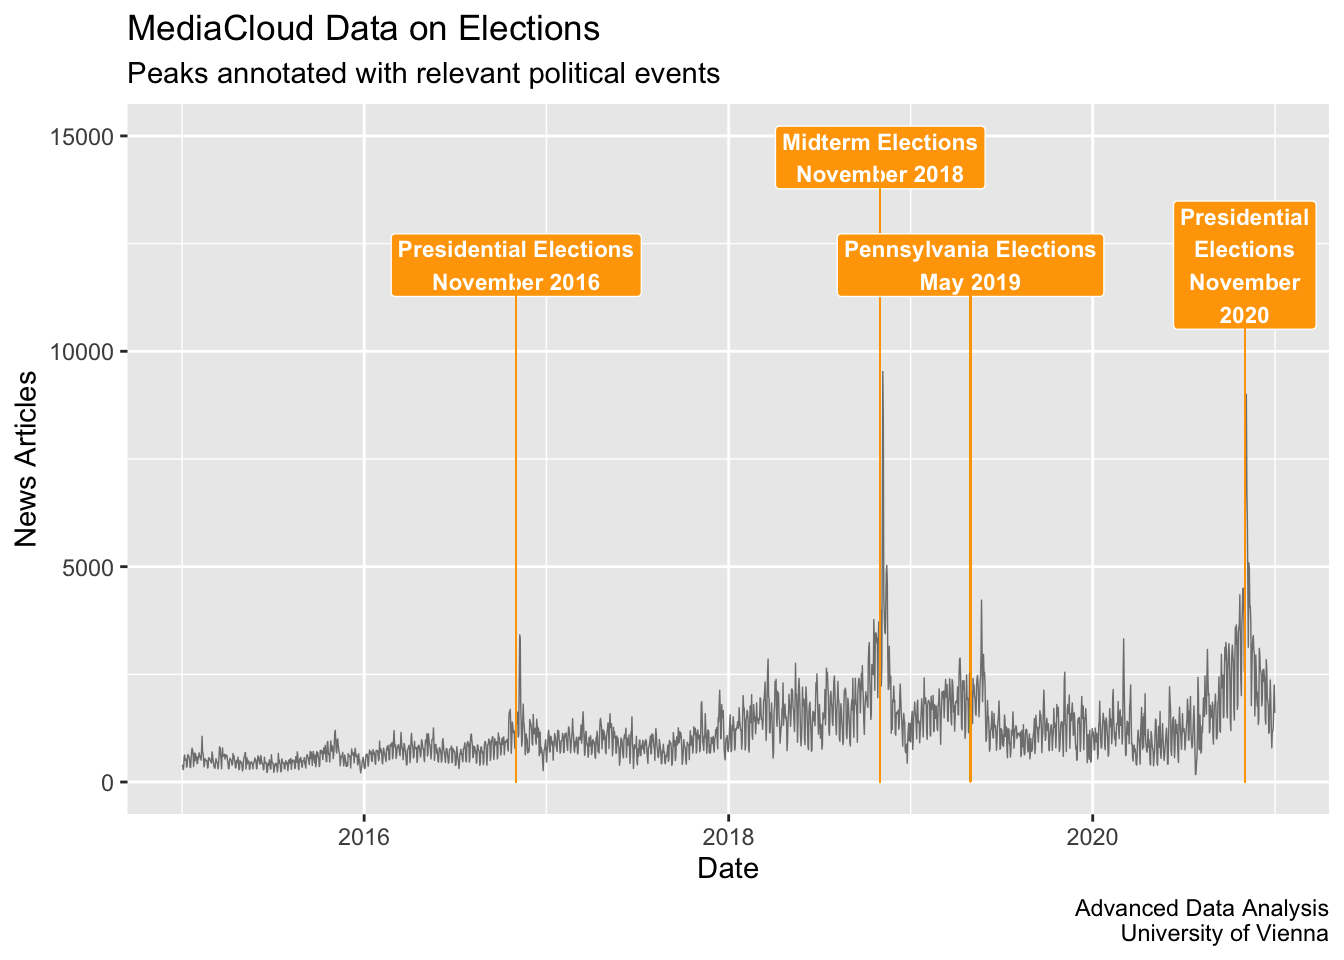 MediaCloud Data on Elections
Peaks annotated with relevant political events
15000
10000
5000
0
News Articles
Midterm Elections
November 2018
Presidential Elections
November 2016
Pennsylvania Elections
May 2019
Presidential
Elections
November
2020
2016
2018
2020
Date
Advanced Data Analysis
University of Vienna